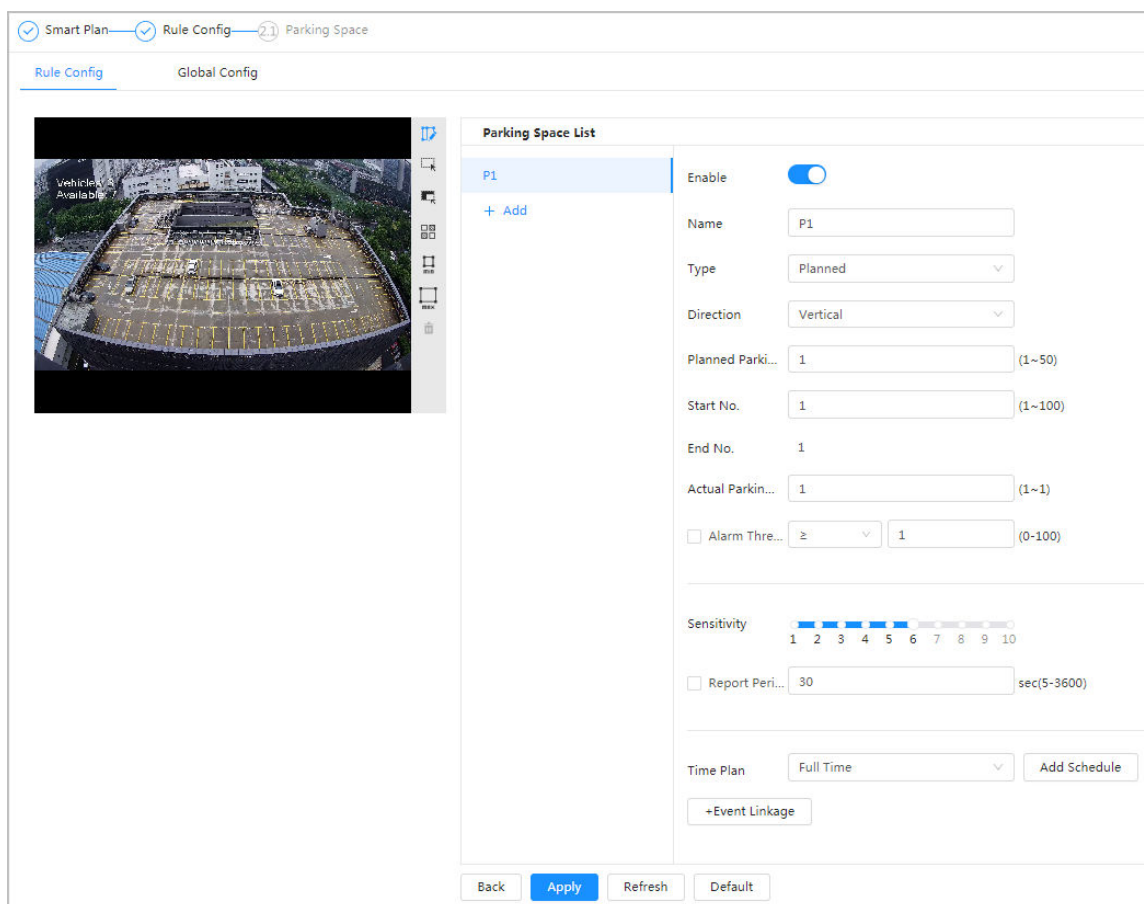 Smart Plan Rule Config 2.1 Parking Space
Rule Config Global Config
Vehicles:
Available:
min
max
Parking Space List
P1
+ Add
Enable
Name P1
Type Planned
Direction Vertical
Planned Parki... 1 (1~50)
Start No. 1 (1~100)
End No. 1
Actual Parkin... 1 (1~1)
Alarm Thre... ≥ 1 (0-100)
Sensitivity
1 2 3 4 5 6 7 8 9 10
Report Peri... 30 sec(5-3600)
Time Plan Full Time Add Schedule
+Event Linkage
Back Apply Refresh Default